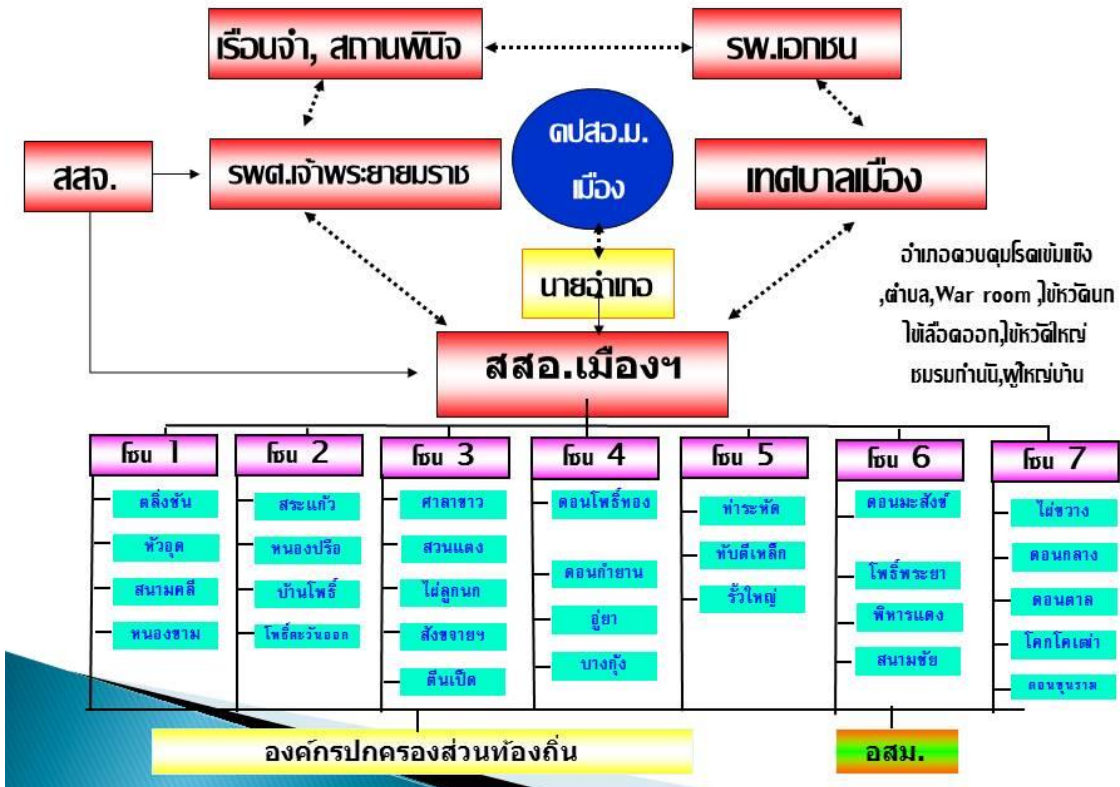 เรือนจำ, สถานพินิจ
รพ.เอกชน
คปสอ.ม.
เมือง
สสจ.
รพศ.เจ้าพระยายมราช
เทศบาลเมือง
นายอำเภอ
อำเภอควบคุมโรคเข้มแข็ง
,ตำบล,War room ,ไข้หวัดนก
ไข้เลือดออก,ไข้หวัดใหญ่
ชมรมกำนัน,ผู้ใหญ่บ้าน
สสอ.เมืองฯ
โซน 1
โซน 2
โซน 3
โซน 4
โซน 5
โซน 6
โซน 7
ตลิ่งชัน
หัวอุด
สนามคลี
หนองขาม
สระแก้ว
หนองปรือ
บ้านโพธิ์
โพธิ์ตะวันออก
ศาลาขาว
สวนแตง
ไผ่ลูกนก
สังฆจายฯ
ตีนเป็ด
ดอนโพธิ์ทอง
ดอนกำยาน
อู่ยา
บางกุ้ง
ท่าระหัด
ทับตีเหล็ก
รั้วใหญ่
ดอนมะสังข์
โพธิ์พระยา
พิหารแดง
สนามชัย
ไผ่ขวาง
ดอนกลาง
ดอนตาล
โคกโคเฒ่า
ดอนขุนราม
องค์กรปกครองส่วนท้องถิ่น
อสม.